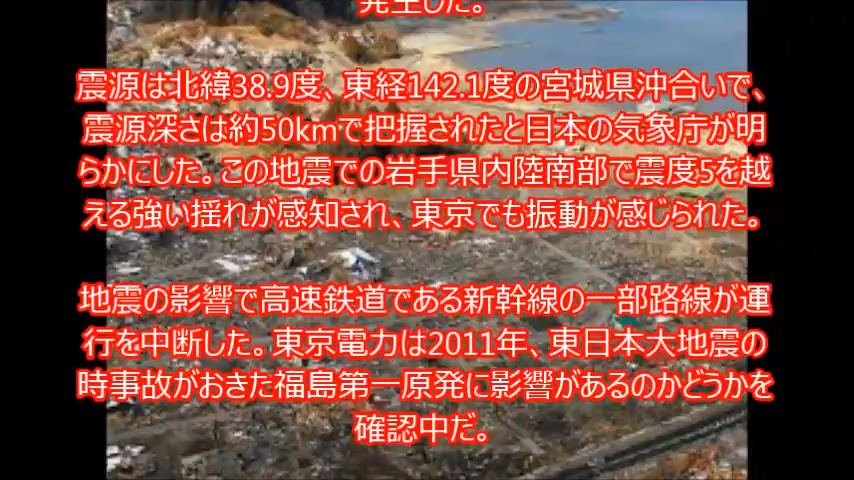 発生した。
震源は北緯38.9度、東経142.1度の宮城県沖合いで、
震源深さは約50kmで把握されたと日本の気象庁が明
らかにした。この地震での岩手県内陸南部で震度5を越
える強い揺れが感知され、東京でも振動が感じられた。
地震の影響で高速鉄道である新幹線の一部路線が運
行を中断した。東京電力は2011年、東日本大地震の
時事故がおきた福島第一原発に影響があるのかどうかを
確認中だ。